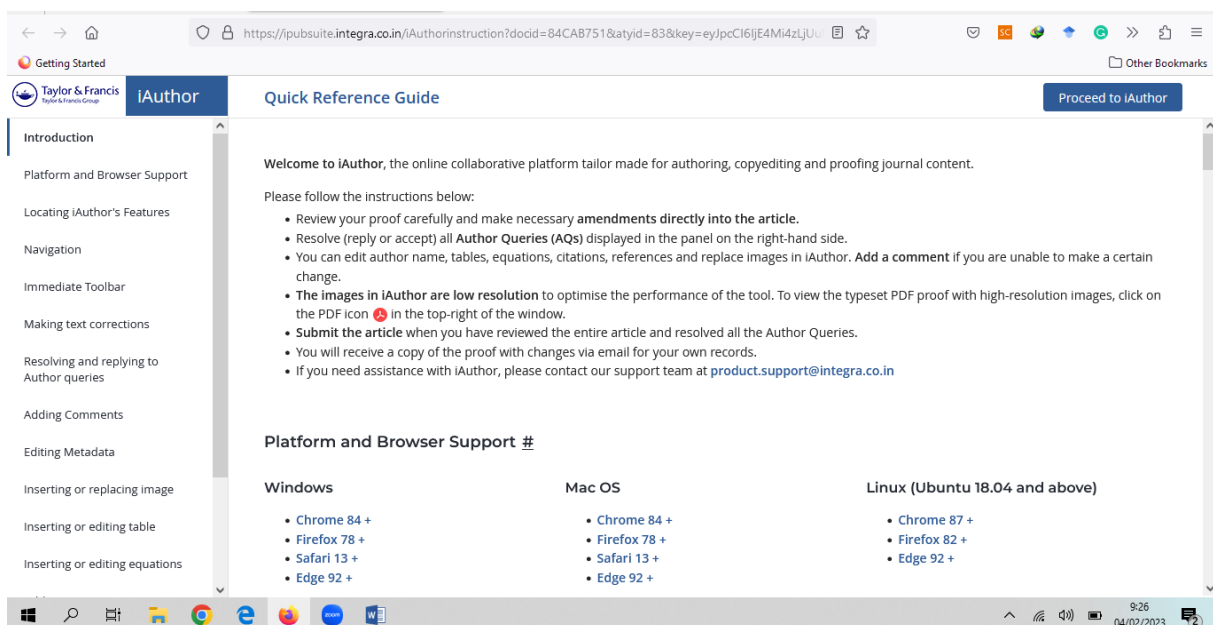 https://ipubsuite.integra.co.in/iAuthorinstruction?docid=84CAB751&atyid=83&key=eyJpcCI6IjE4Mi4zLjUu
SC
G
Getting Started
Other Bookmarks
Taylor & Francis
Taylor & Francis Group
iAuthor
Quick Reference Guide
Proceed to iAuthor
Introduction
Platform and Browser Support
Locating iAuthor's Features
Navigation
Immediate Toolbar
Making text corrections
Resolving and replying to
Author queries
Adding Comments
Editing Metadata
Inserting or replacing image
Inserting or editing table
Inserting or editing equations
Welcome to iAuthor, the online collaborative platform tailor made for authoring, copyediting and proofing journal content.
Please follow the instructions below:
• Review your proof carefully and make necessary amendments directly into the article.
• Resolve (reply or accept) all Author Queries (AQs) displayed in the panel on the right-hand side.
• You can edit author name, tables, equations, citations, references and replace images in iAuthor. Add a comment if you are unable to make a certain
change.
• The images in iAuthor are low resolution to optimise the performance of the tool. To view the typeset PDF proof with high-resolution images, click on
the PDF icon in the top-right of the window.
• Submit the article when you have reviewed the entire article and resolved all the Author Queries.
• You will receive a copy of the proof with changes via email for your own records.
• If you need assistance with iAuthor, please contact our support team at product.support@integra.co.in
Platform and Browser Support #
Windows
• Chrome 84 +
• Firefox 78 +
• Safari 13 +
• Edge 92 +
Mac OS
• Chrome 84 +
• Firefox 78 +
• Safari 13 +
• Edge 92 +
Linux (Ubuntu 18.04 and above)
• Chrome 87 +
• Firefox 82 +
• Edge 92 +
zoom
W
9:26
04/02/2023
2